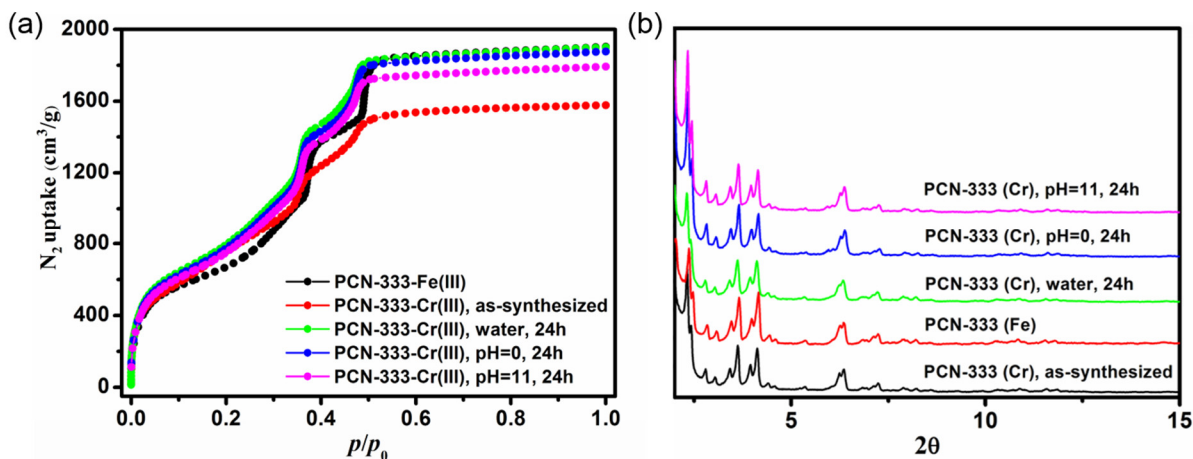 (a)
N₂ uptake (cm³/g)
2000
1600
1200
800
400
0
PCN-333-Fe(III)
PCN-333-Cr(III), as-synthesized
PCN-333-Cr(III), water, 24h
PCN-333-Cr(III), pH=0, 24h
PCN-333-Cr(III), pH=11, 24h
0.0 0.2 0.4 0.6 0.8 1.0
p/p₀
(b)
PCN-333 (Cr), pH=11, 24h
PCN-333 (Cr), pH=0, 24h
PCN-333 (Cr), water, 24h
PCN-333 (Fe)
PCN-333 (Cr), as-synthesized
5 10 15
2θ